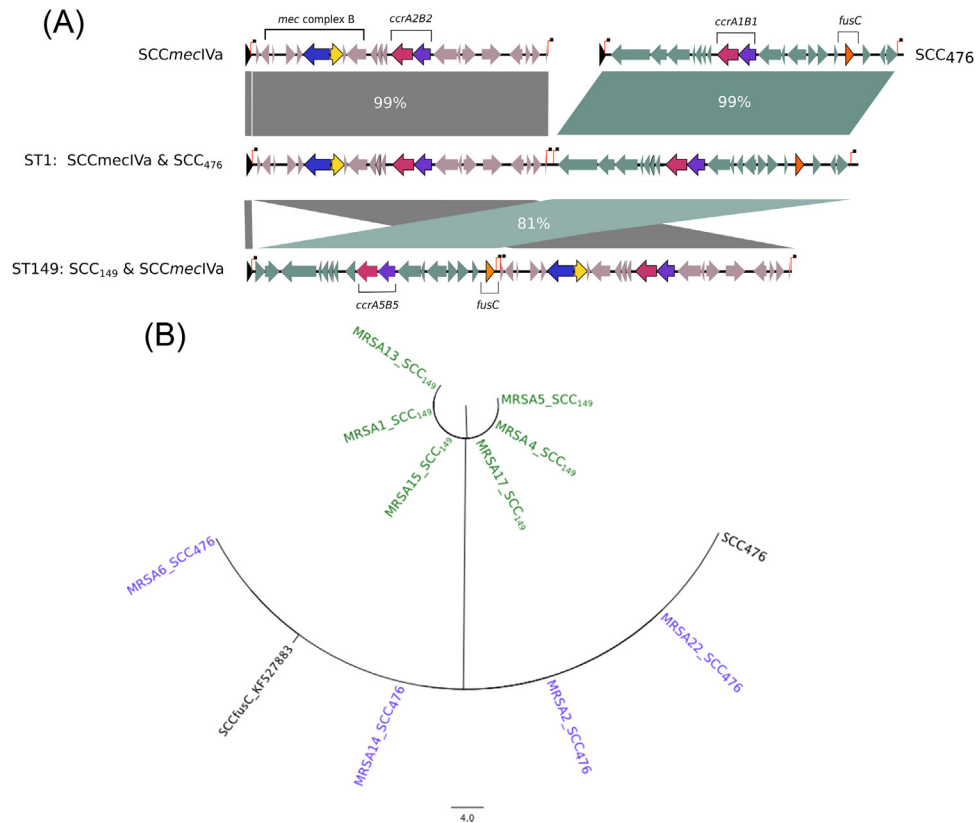 (A)
mec complex B
ccrA2B2
ccrA1B1
fusC
SCCmecIVa
SCC476
99%
99%
ST1: SCCmecIVa & SCC476
81%
ST149: SCC149 & SCCmecIVa
ccrA5B5
fusC
(B)
MRSA13_SCC149
MRSA5_SCC149
MRSA1_SCC149
MRSA4_SCC149
MRSA15_SCC149
MRSA17_SCC149
SCC476
MRSA6_SCC476
MRSA22_SCC476
SCCfusC_KF527883
MRSA14_SCC476
MRSA2_SCC476
4.0